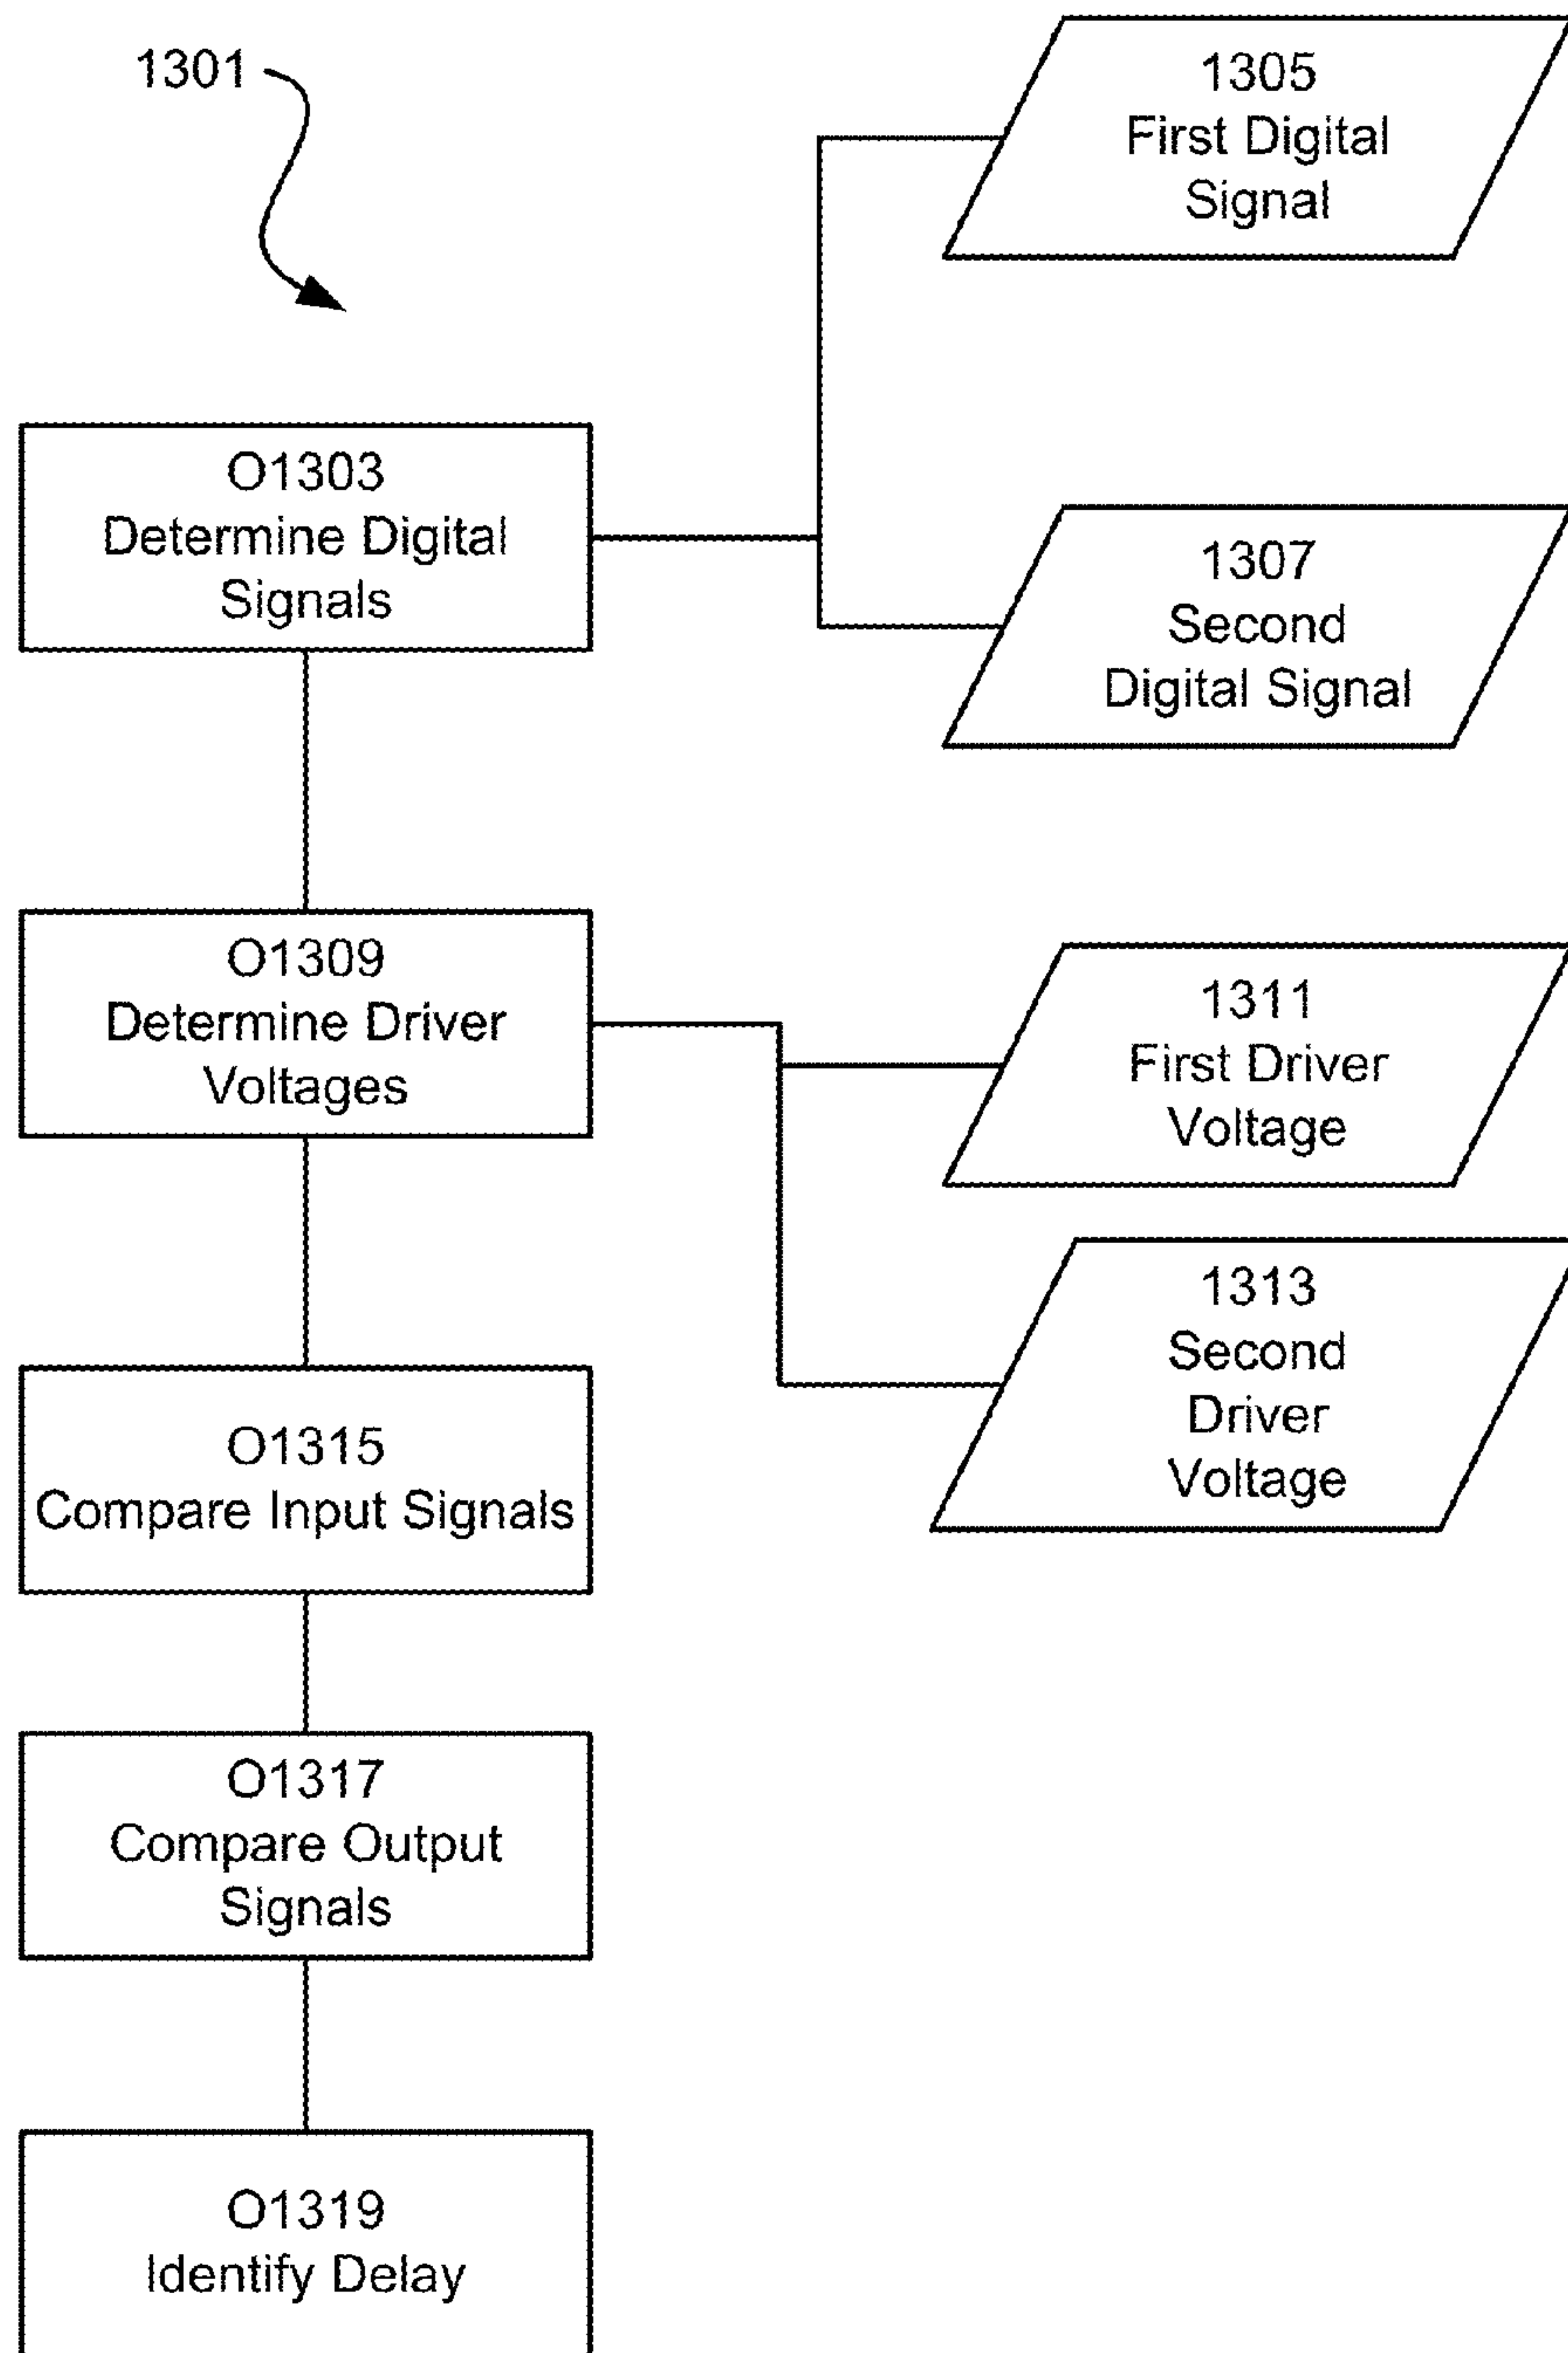 1301
1305
First Digital
Signal
O1303
Determine Digital
Signals
1307
Second
Digital Signal
O1309
Determine Driver
Voltages
1311
First Driver
Voltage
1313
Second
Driver
Voltage
O1315
Compare Input Signals
O1317
Compare Output
Signals
O1319
Identify Delay